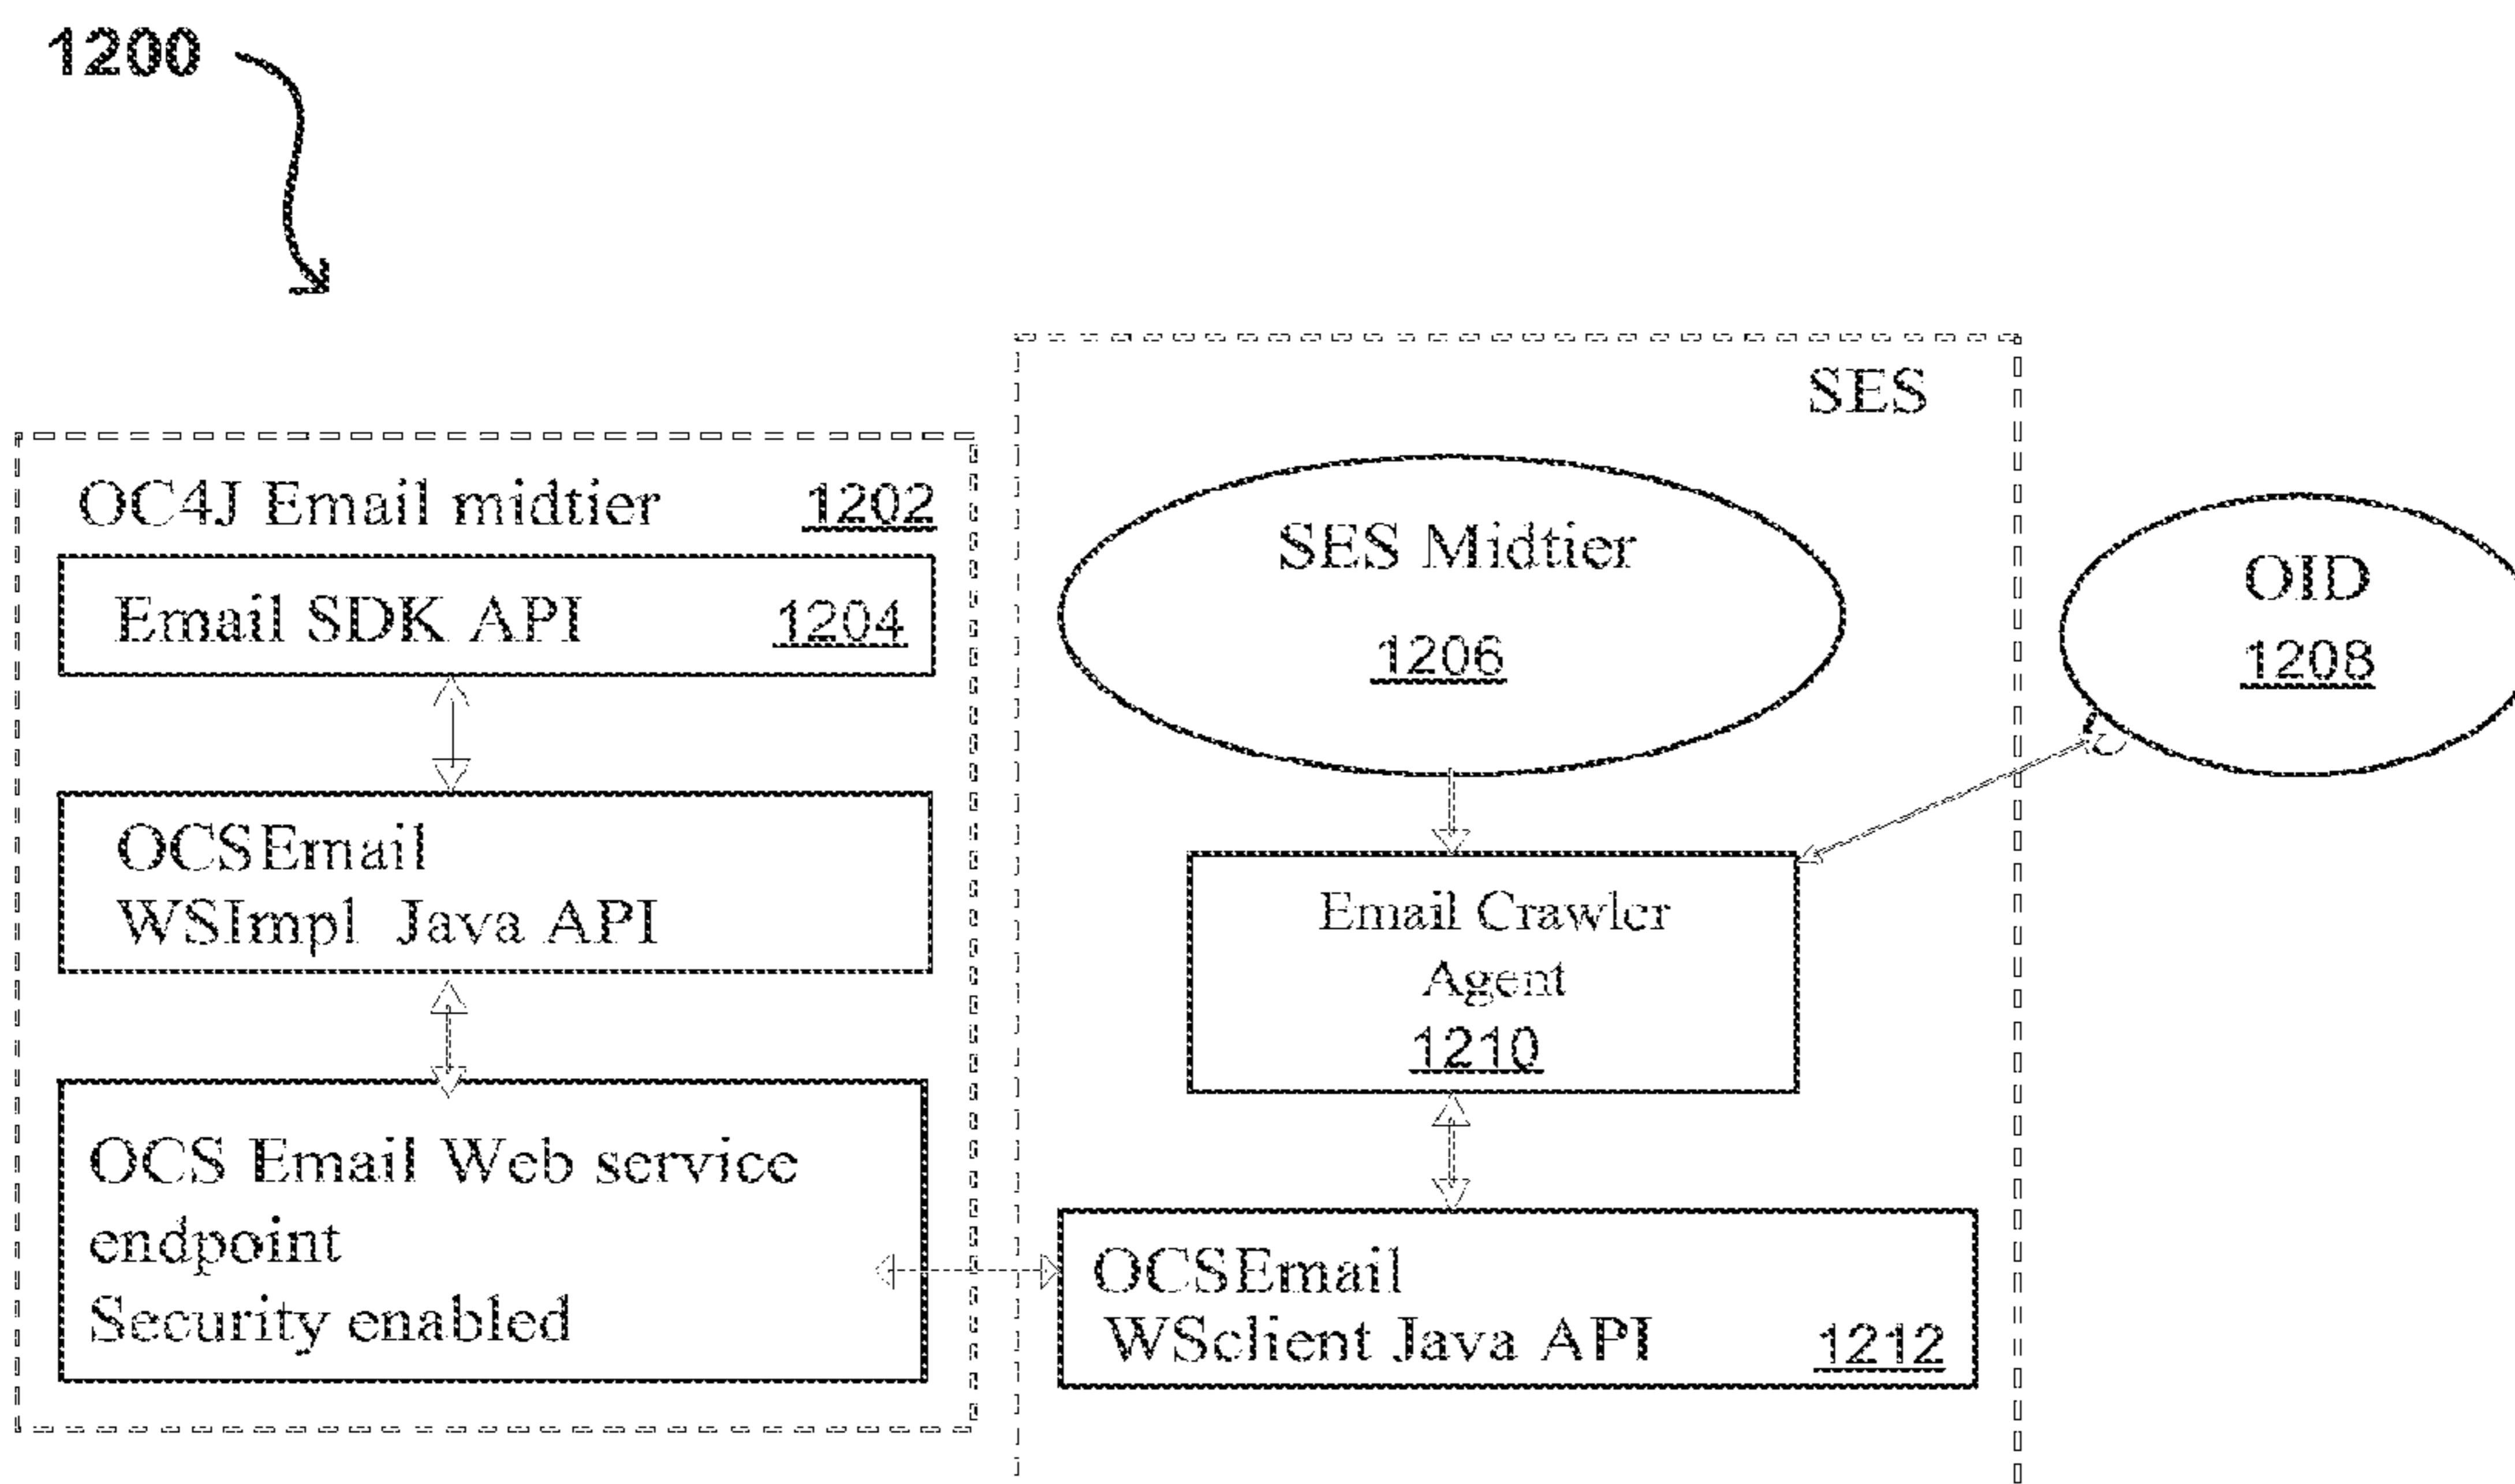 1200
SES
OC4J Email midtier 1202
Email SDK API 1204
OCSEmail
WSImpl Java API
OCS Email Web service
endpoint
Security enabled
SES Midtier
1206
OID
1208
Email Crawler
Agent
1210
OCSEmail
WSclient Java API 1212